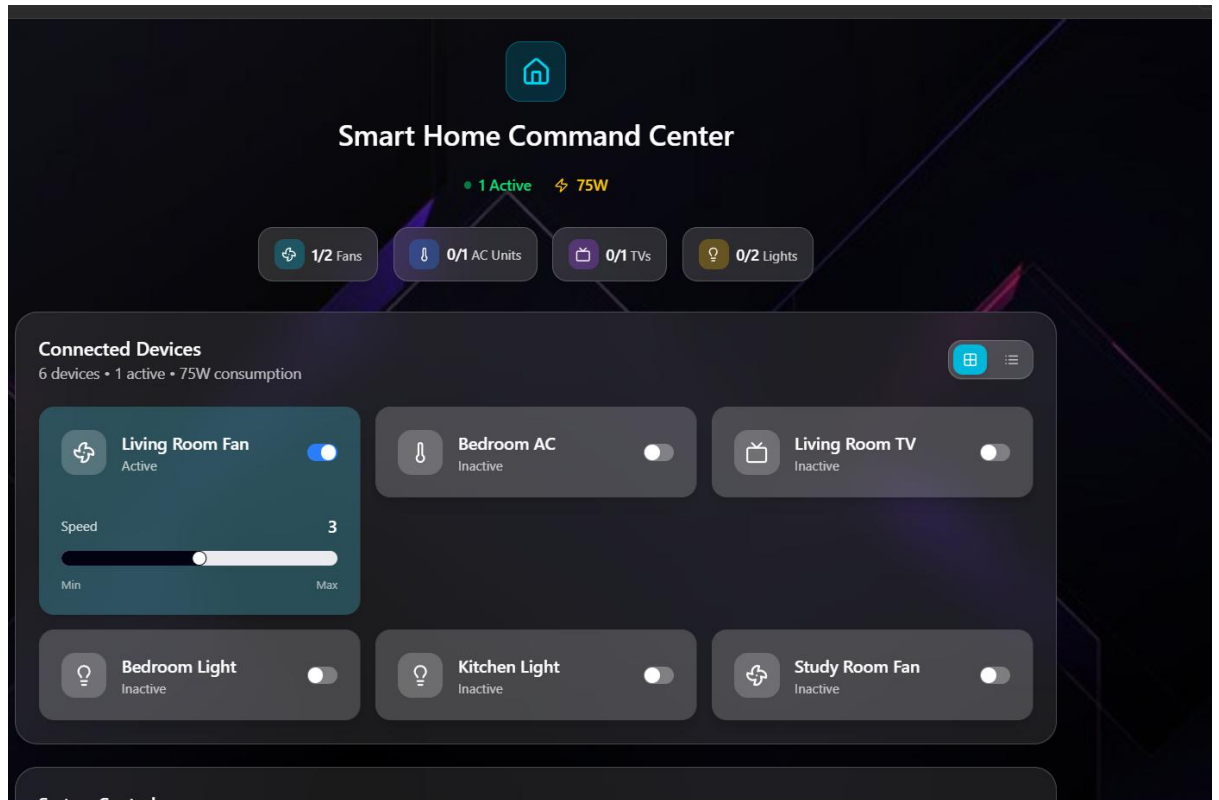 Smart Home Command Center
• 1 Active 75W
1/2 Fans 0/1 AC Units 0/1 TVs 0/2 Lights
Connected Devices
6 devices • 1 active • 75W consumption
Living Room Fan
Active
Speed 3
Min Max
Bedroom AC
Inactive
Living Room TV
Inactive
Bedroom Light
Inactive
Kitchen Light
Inactive
Study Room Fan
Inactive